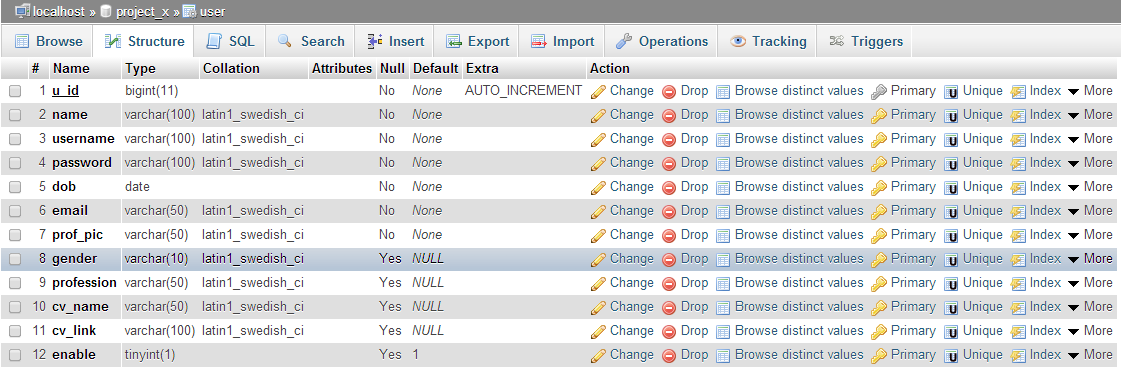 localhost » project_x » user
Browse Structure SQL Search Insert Export Import Operations Tracking Triggers
# Name Type Collation Attributes Null Default Extra Action
1 u_id bigint(11) No None AUTO_INCREMENT Change Drop Browse distinct values Primary U Unique Index More
2 name varchar(100) latin1_swedish_ci No None Change Drop Browse distinct values Primary U Unique Index More
3 username varchar(100) latin1_swedish_ci No None Change Drop Browse distinct values Primary U Unique Index More
4 password varchar(100) latin1_swedish_ci No None Change Drop Browse distinct values Primary U Unique Index More
5 dob date No None Change Drop Browse distinct values Primary U Unique Index More
6 email varchar(50) latin1_swedish_ci No None Change Drop Browse distinct values Primary U Unique Index More
7 prof_pic varchar(50) latin1_swedish_ci No None Change Drop Browse distinct values Primary U Unique Index More
8 gender varchar(10) latin1_swedish_ci Yes NULL Change Drop Browse distinct values Primary U Unique Index More
9 profession varchar(50) latin1_swedish_ci Yes NULL Change Drop Browse distinct values Primary U Unique Index More
10 cv_name varchar(50) latin1_swedish_ci Yes NULL Change Drop Browse distinct values Primary U Unique Index More
11 cv_link varchar(100) latin1_swedish_ci Yes NULL Change Drop Browse distinct values Primary U Unique Index More
12 enable tinyint(1) Yes 1 Change Drop Browse distinct values Primary U Unique Index More